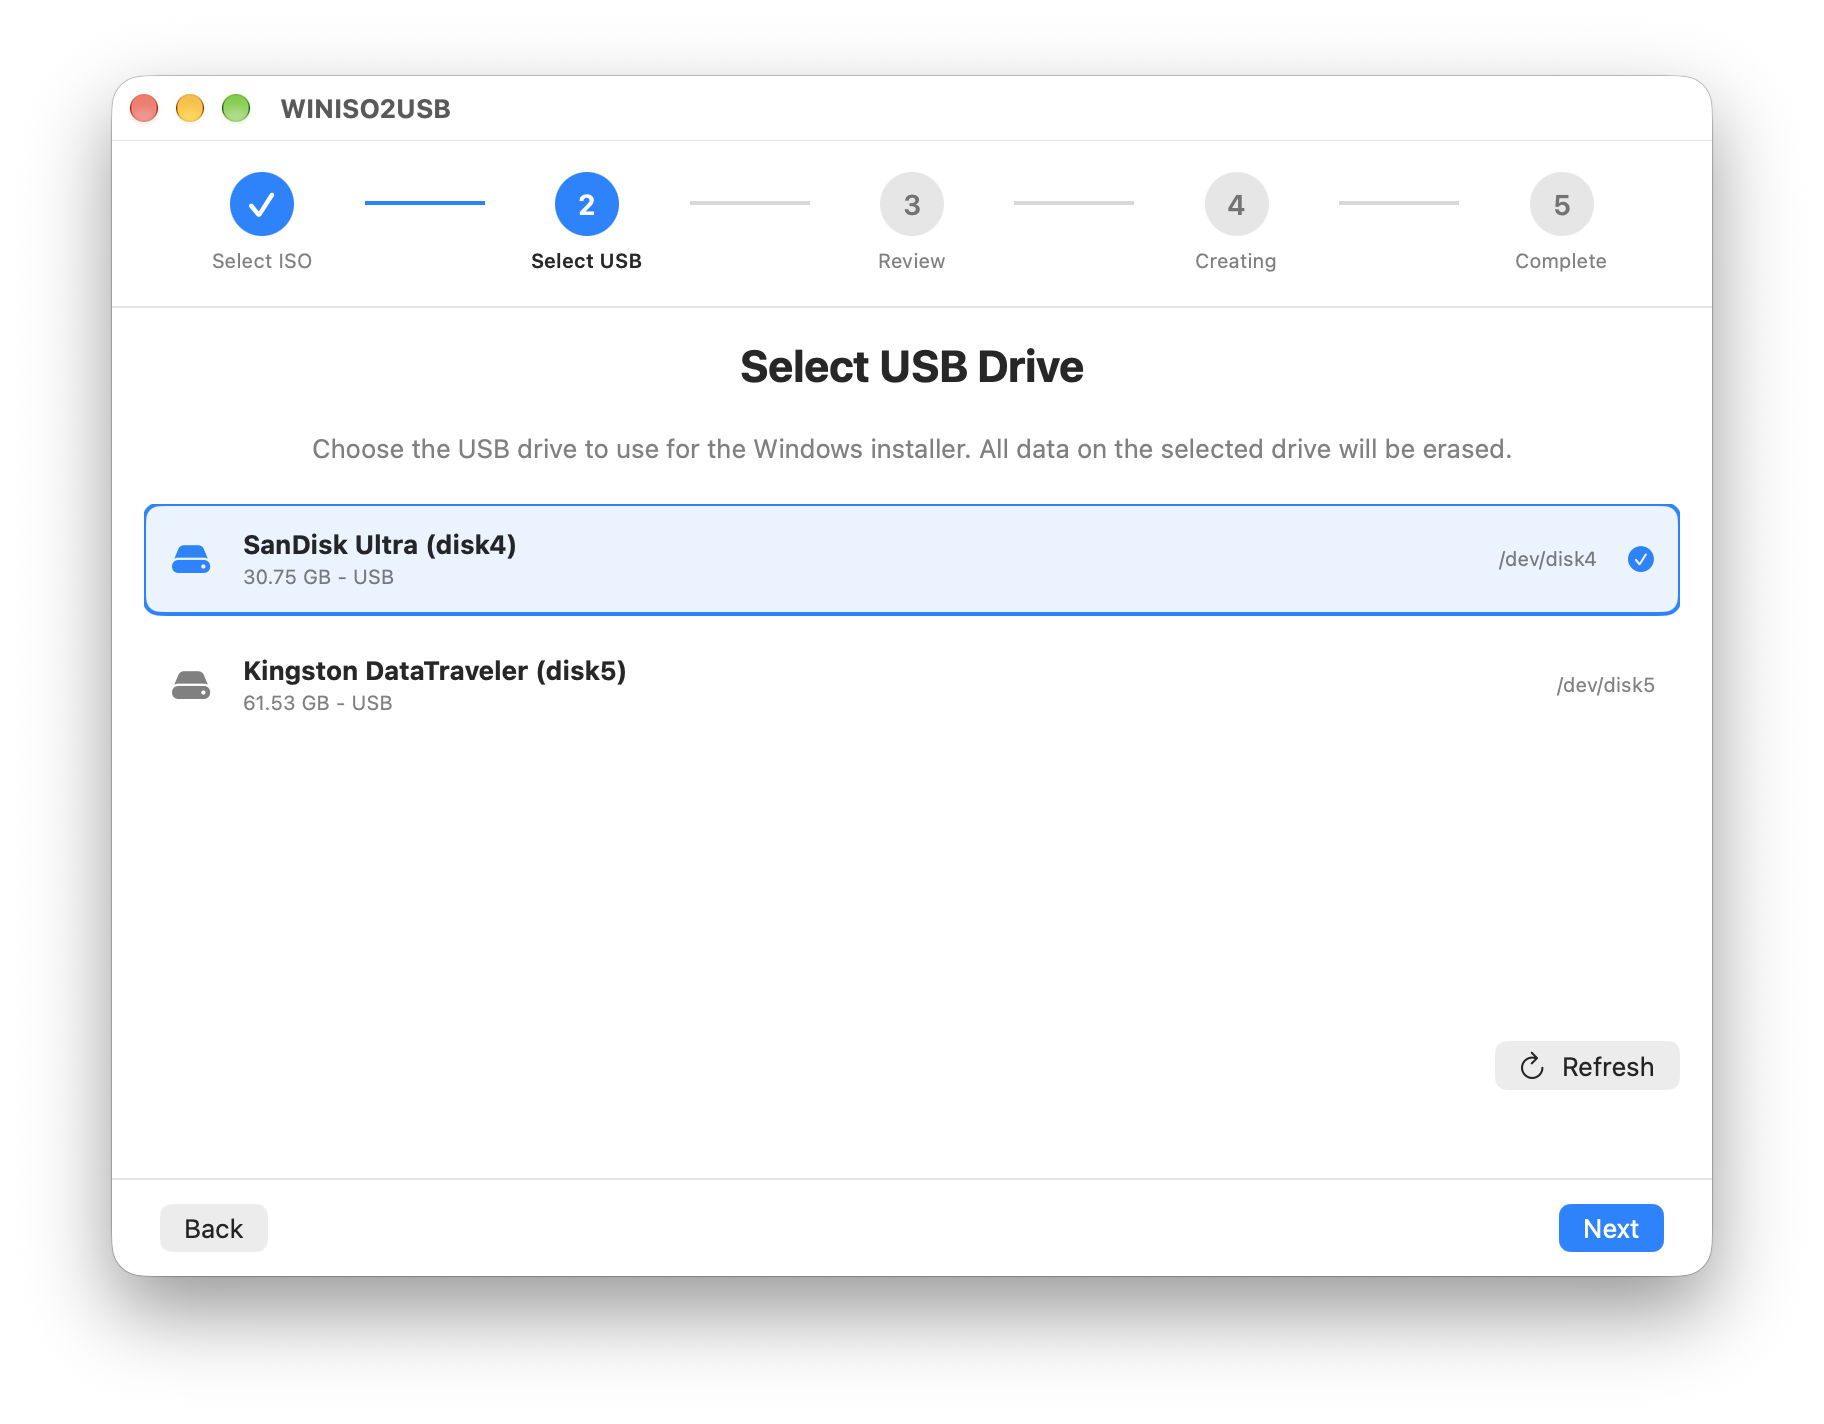 WINISO2USB
2
3
4
5
Select ISO
Select USB
Review
Creating
Complete
Select USB Drive
Choose the USB drive to use for the Windows installer. All data on the selected drive will be erased.
SanDisk Ultra (disk4)
30.75 GB - USB
/dev/disk4
Kingston DataTraveler (disk5)
61.53 GB - USB
/dev/disk5
Refresh
Back
Next